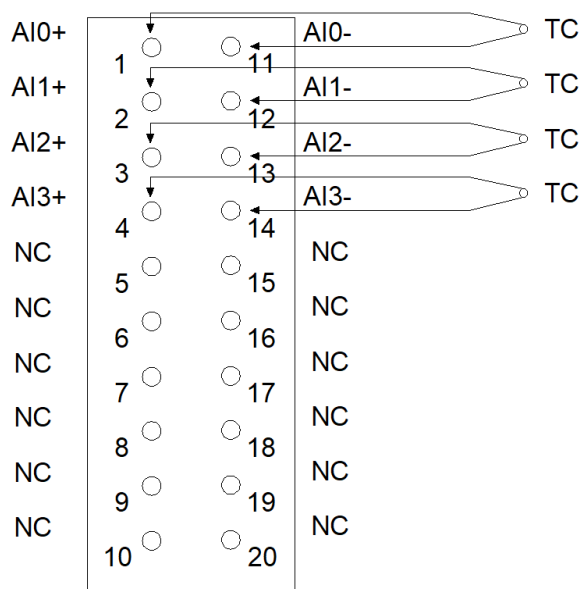 AI0+ 1 11 AI0- TC
AI1+ 2 12 AI1- TC
AI2+ 3 13 AI2- TC
AI3+ 4 14 AI3- TC
NC 5 15 NC
NC 6 16 NC
NC 7 17 NC
NC 8 18 NC
NC 9 19 NC
NC 10 20 NC